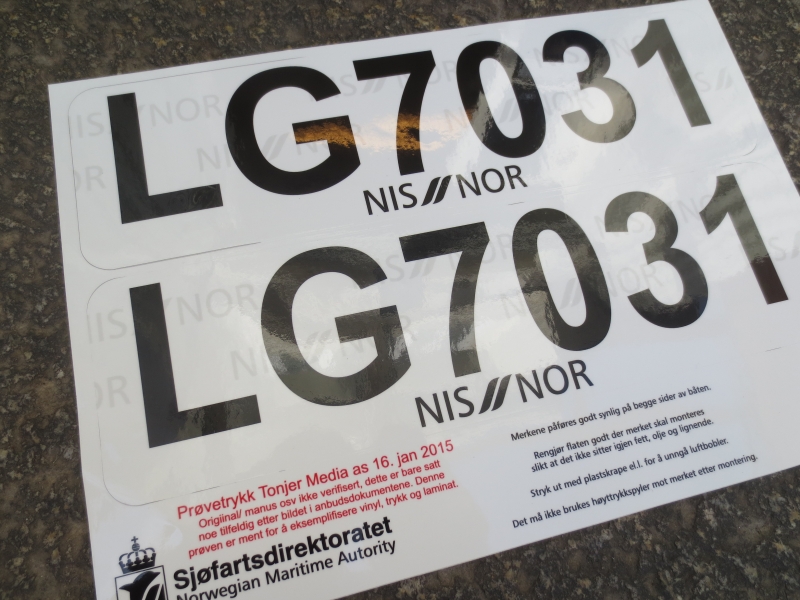 LG7031
NIS//NOR
LG7031
NIS//NOR
Merkene påføres godt synlig på begge sider av båten.
Rengjør flaten godt der merket skal monteres
slikt at det ikke sitter igjen fett, olje og lignende.
Stryk ut med plastskrape el.l. for å unngå luftbobler.
Det må ikke brukes høyttrykkspyler mot merket etter montering.
Prøvetrykk Tonjer Media as 16. jan 2015
Origiinal/ manus osv ikke verifisert, dette er bare satt
noe tilfeldig etter bildet i anbudsdokumentene. Denne
prøven er ment for å eksemplifisere vinyl, trykk og laminat.
Sjøfartsdirektoratet
Norwegian Maritime Autority